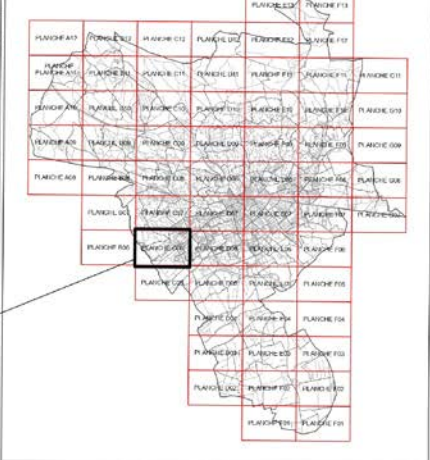 PLANCHE E13 PLANCHE F13
PLANCHE A12 PLANCHE B12 PLANCHE C12 PLANCHE D12 PLANCHE E12 PLANCHE F12
PLANCHE
PLANCHE A11 PLANCHE B11 PLANCHE C11 PLANCHE D11 PLANCHE E11 PLANCHE F11 PLANCHE G11
PLANCHE A10 PLANCHE B10 PLANCHE C10 PLANCHE D10 PLANCHE E10 PLANCHE F10 PLANCHE G10
PLANCHE A09 PLANCHE B09 PLANCHE C09 PLANCHE D09 PLANCHE E09 PLANCHE F09 PLANCHE G09
PLANCHE A08 PLANCHE B08 PLANCHE C08 PLANCHE D08 PLANCHE E08 PLANCHE F08 PLANCHE G08
PLANCHE B07 PLANCHE C07 PLANCHE D07 PLANCHE E07 PLANCHE F07 PLANCHE G07
PLANCHE B06 PLANCHE C06 PLANCHE D06 PLANCHE E06 PLANCHE F06
PLANCHE C05 PLANCHE D05 PLANCHE E05 PLANCHE F05
PLANCHE D04 PLANCHE E04 PLANCHE F04
PLANCHE D03 PLANCHE E03 PLANCHE F03
PLANCHE D02 PLANCHE E02 PLANCHE F02
PLANCHE E01 PLANCHE F01